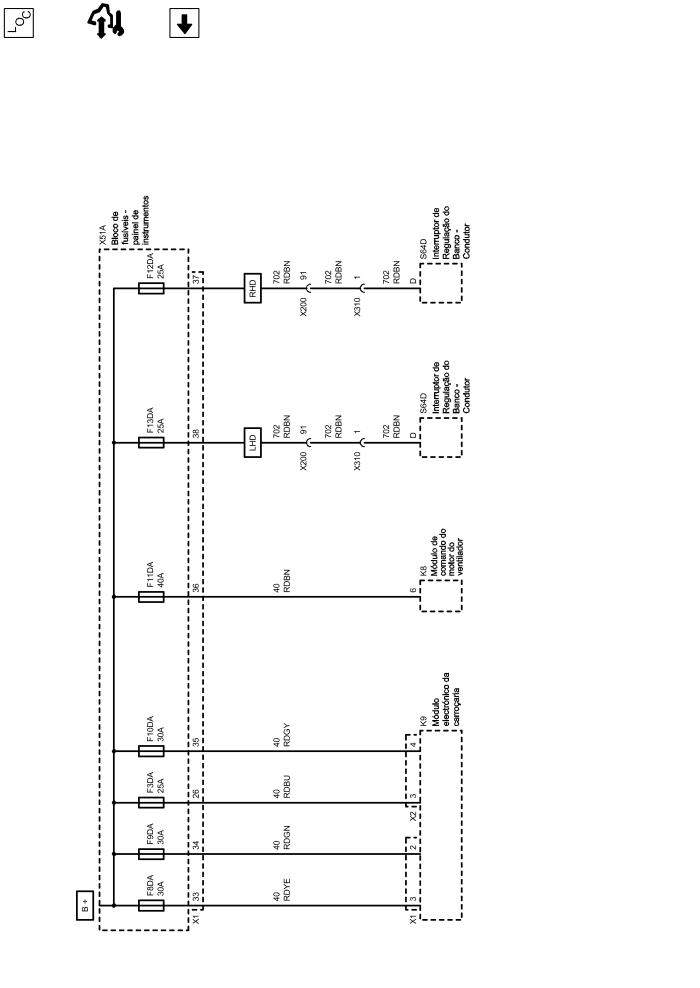 LOC
X51A
Bloco de
fusíveis -
painel de
instrumentos
B +
F8DA
30A
F9DA
30A
F3DA
25A
F10DA
30A
F11DA
40A
F13DA
25A
F12DA
25A
X1
33
34
26
35
36
38
37
LHD
RHD
40
RDYE
40
RDGN
40
RDBU
40
RDGY
40
RDBN
702
RDBN
X200
91
702
RDBN
X310
1
702
RDBN
D
702
RDBN
X200
91
702
RDBN
X310
1
702
RDBN
D
X1
3
2
X2
3
4
6
K9
Módulo
electrónico da
carroçaria
K8
Módulo de
comando do
motor do
ventilador
S64D
Interruptor de
Regulação do
Banco -
Condutor
S64D
Interruptor de
Regulação do
Banco -
Condutor